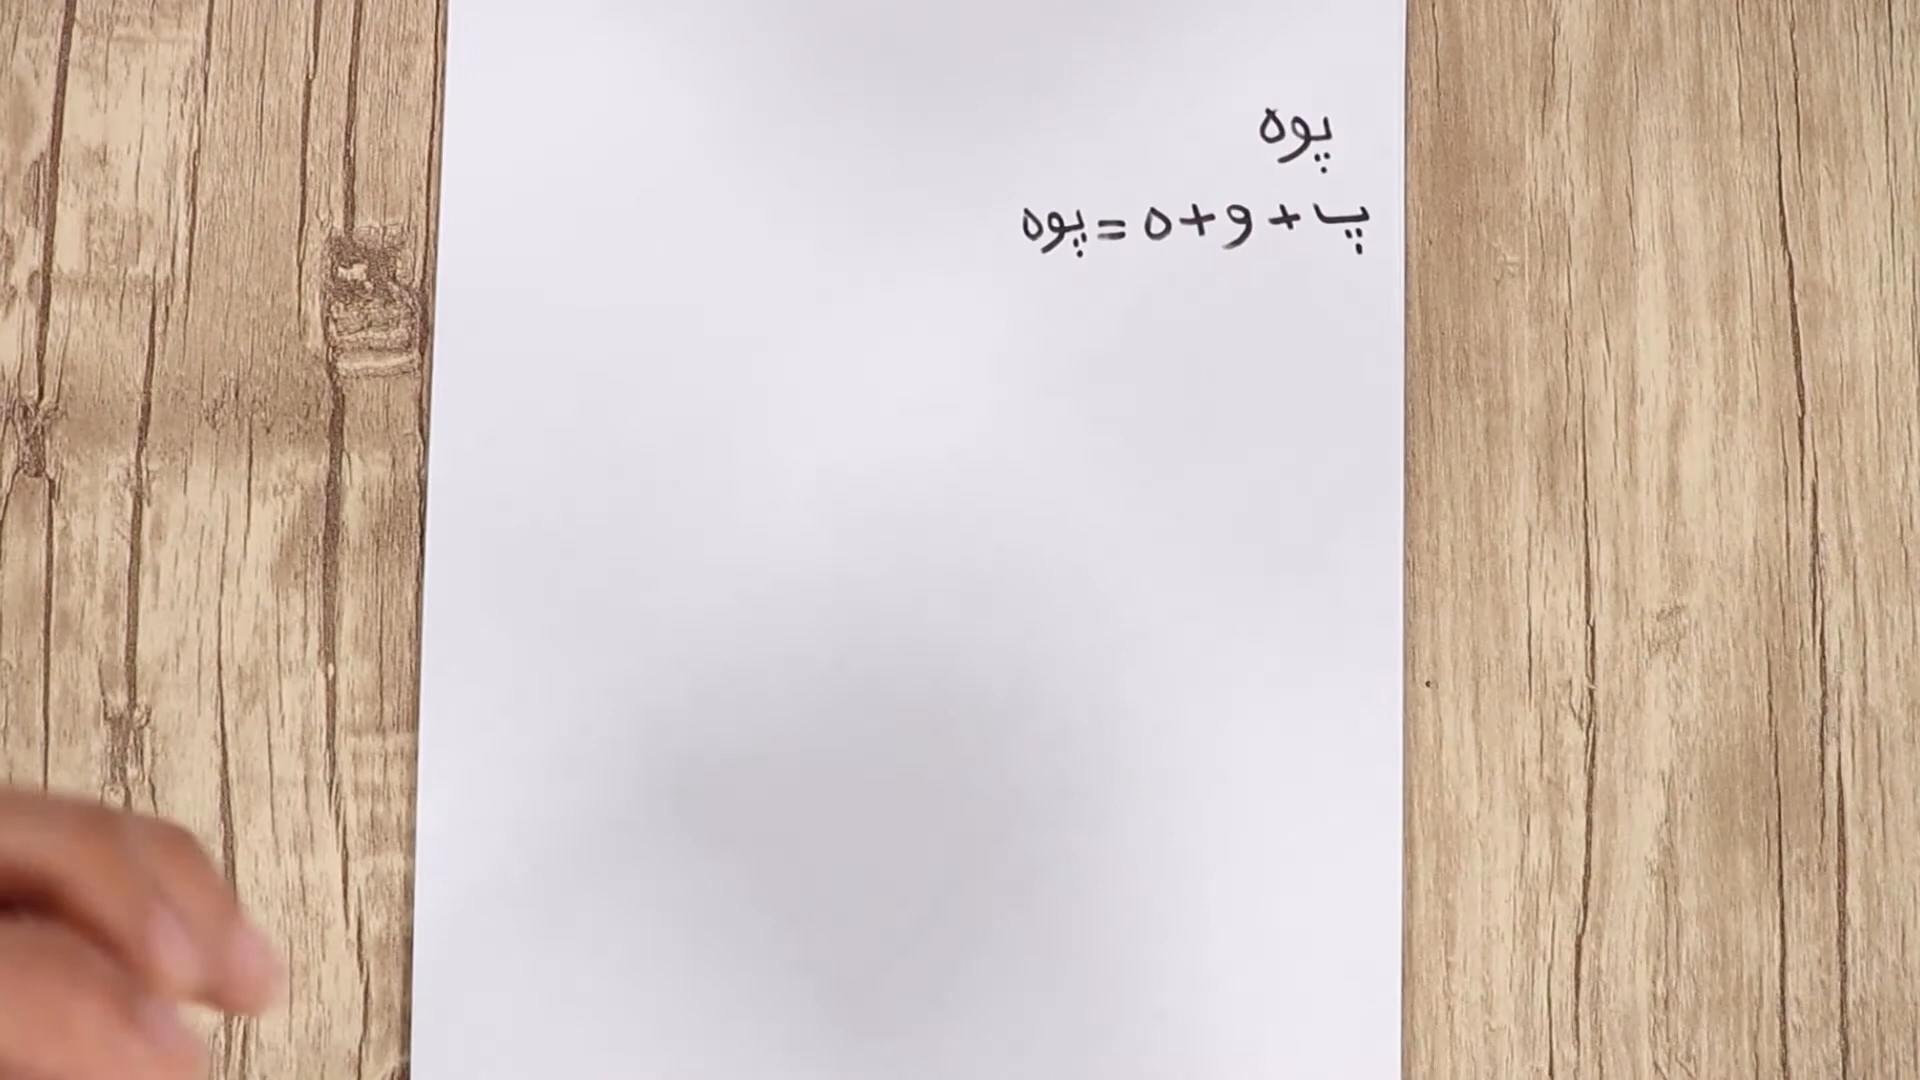 پوه
پ + و + ه = پوه